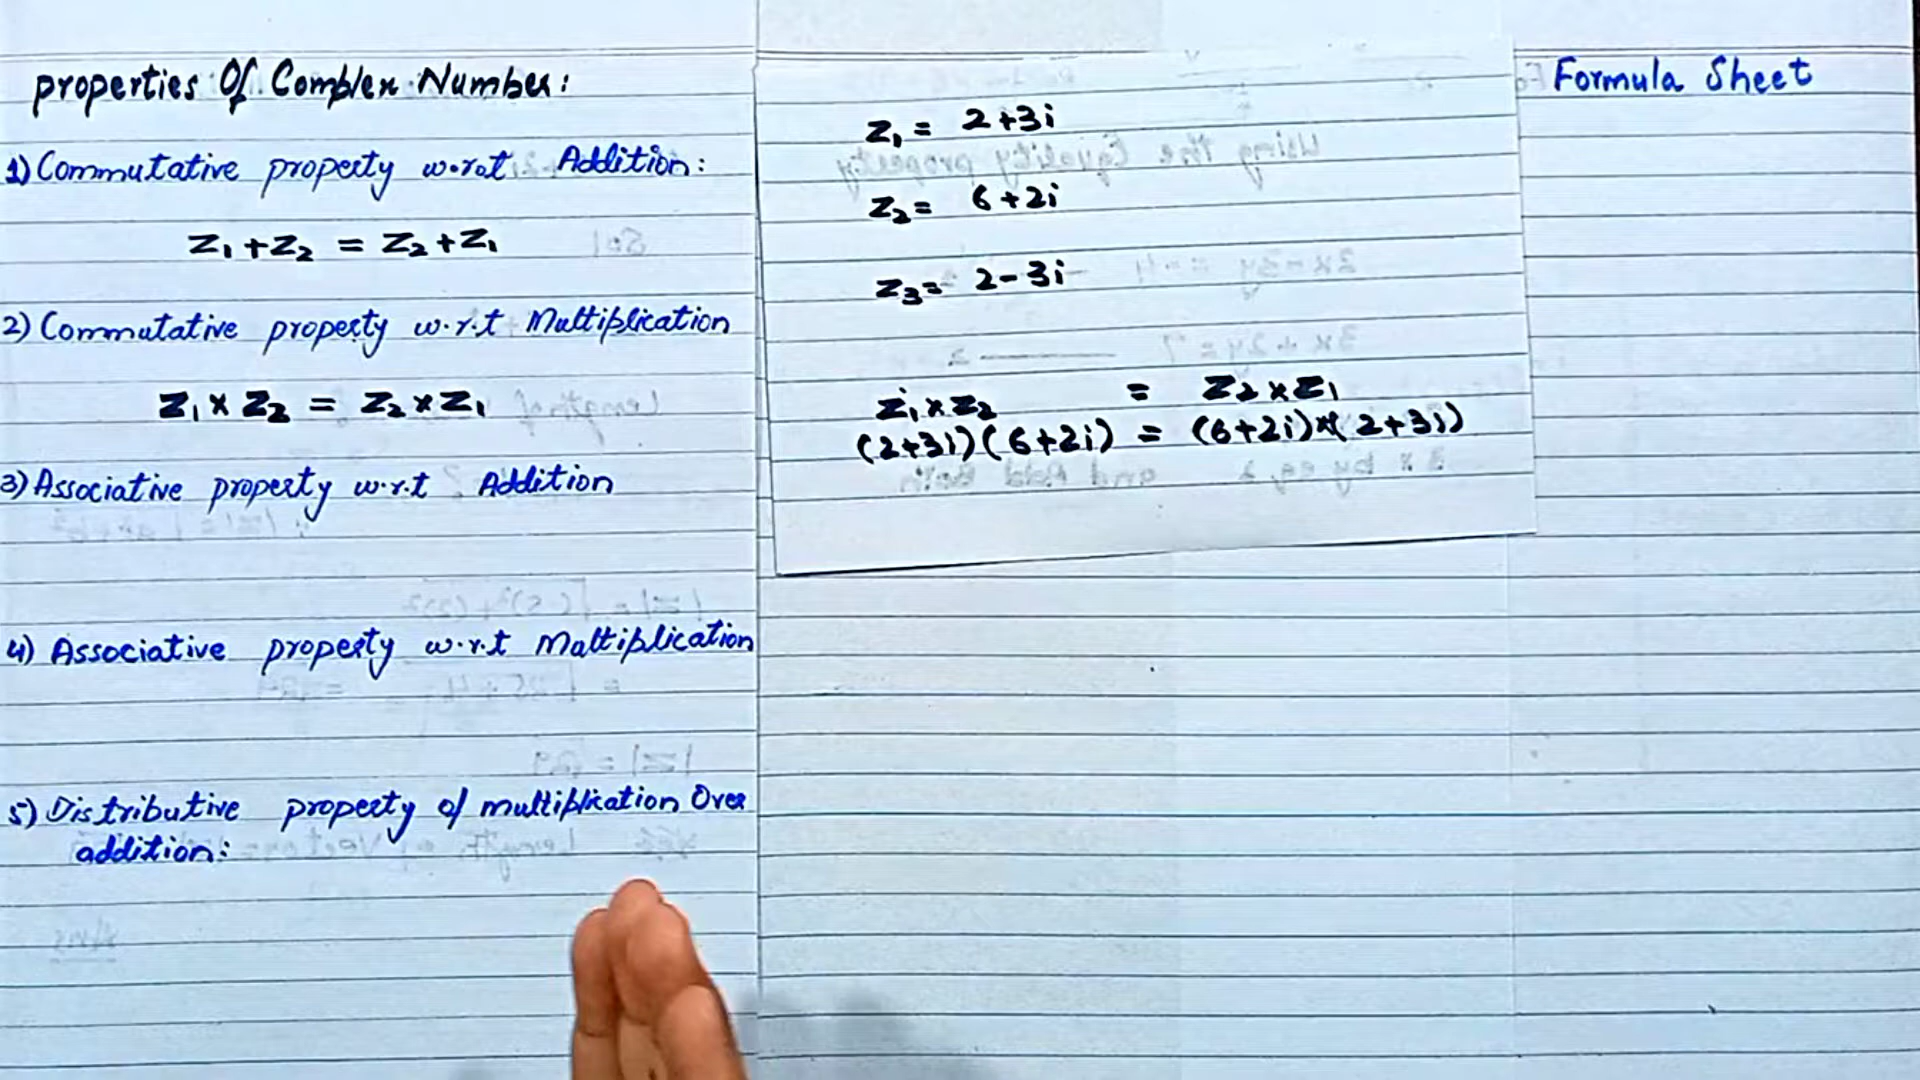 properties Of Complex Number:
1) Commutative property w.r.t Addition:
Z₁+Z₂ = Z₂+Z₁
2) Commutative property w.r.t Multiplication
Z₁×Z₂ = Z₂×Z₁
3) Associative property w.r.t Addition
4) Associative property w.r.t Maltiplication
5) Distributive property of multiplication Over
addition:
Z₁= 2+3i
Z₂= 6+2i
Z₃= 2-3i
Z₁×Z₂ = Z₂×Z₁
(2+3i)(6+2i) = (6+2i)×(2+3i)
Formula Sheet